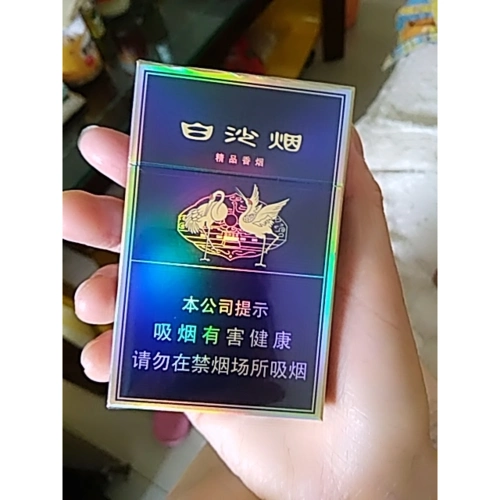 白沙烟
精品香烟
本公司提示
吸烟有害健康
请勿在禁烟场所吸烟